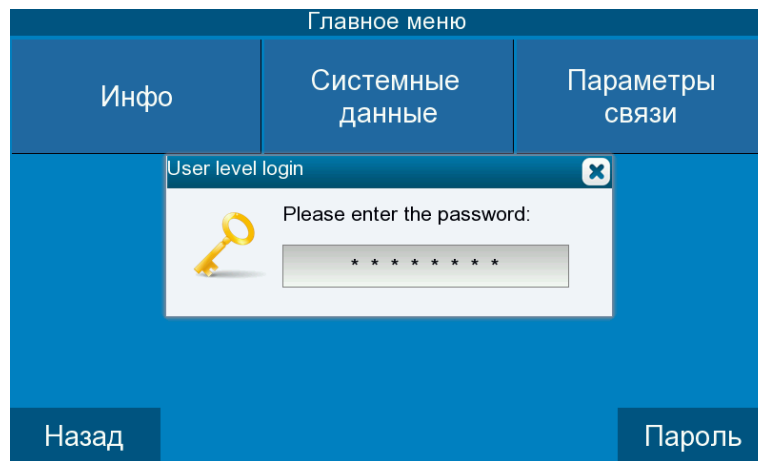 Главное меню
Инфо
Системные
данные
Параметры
связи
User level login
Please enter the password:
* * * * * * * *
Назад
Пароль